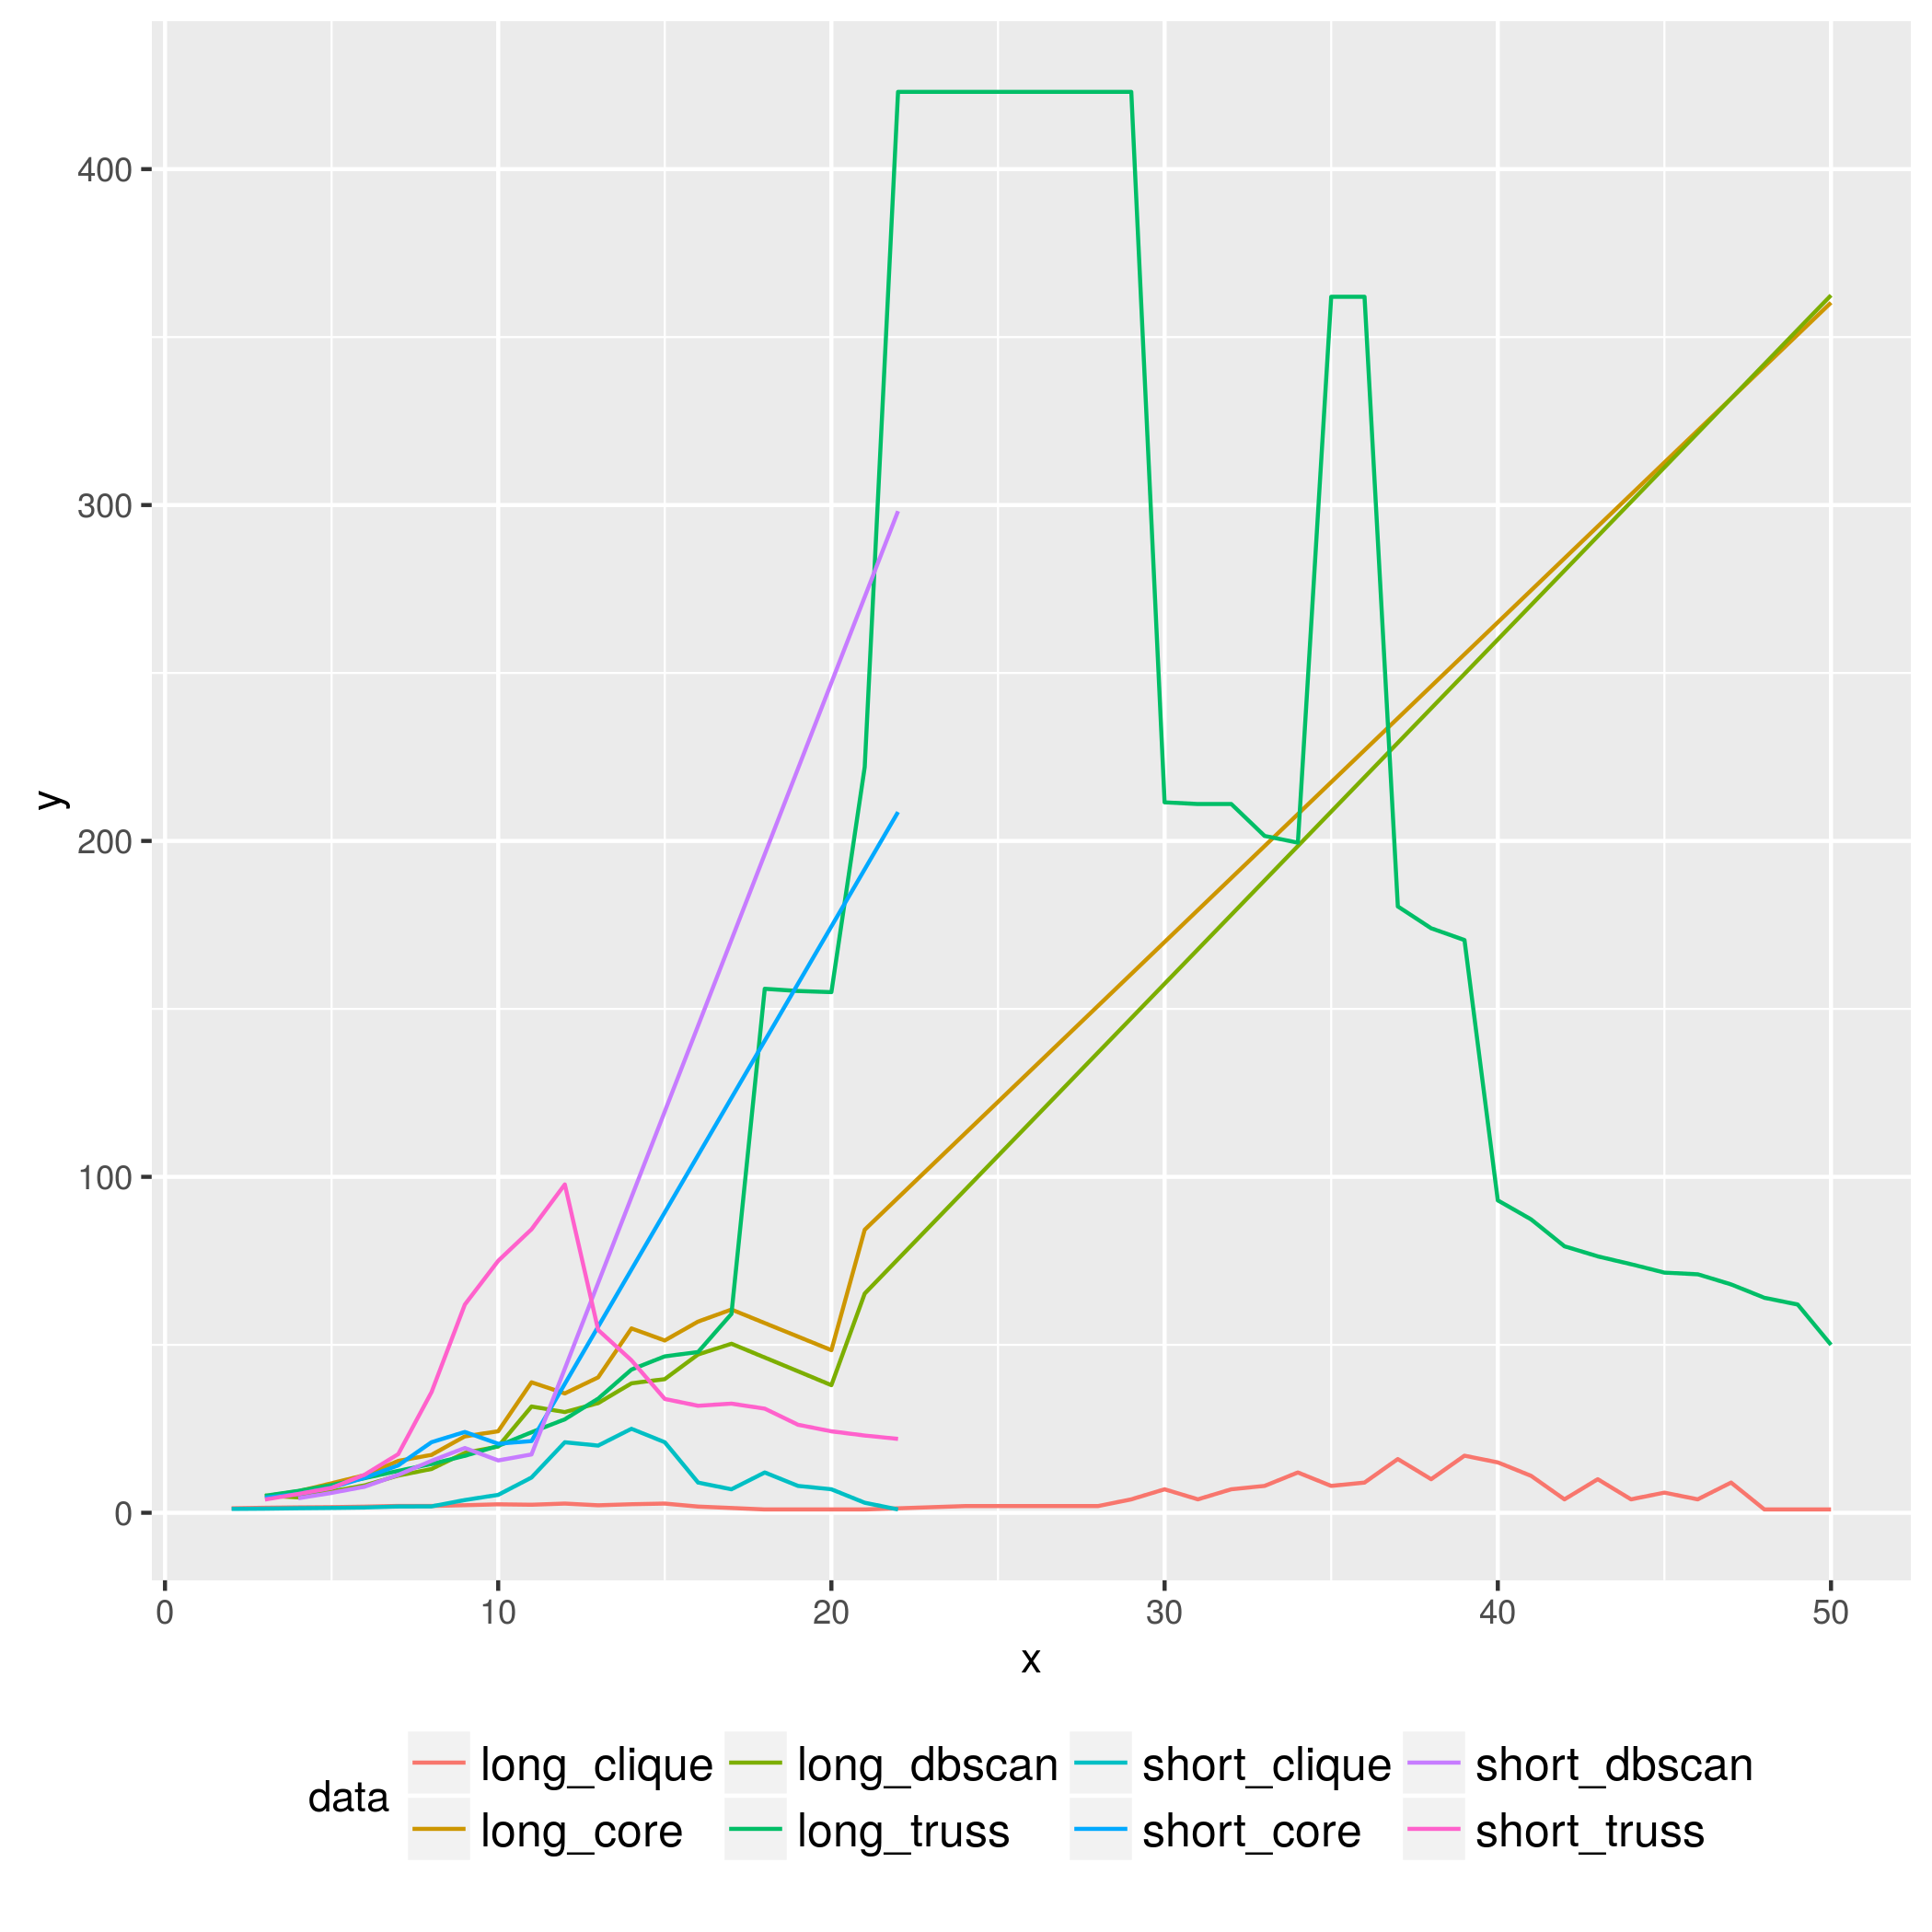 400
300
200
100
0
y
0 10 20 30 40 50
x
data
long_clique long_dbscan short_clique short_dbscan
long_core long_truss short_core short_truss